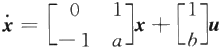 ẋ = [0 1; -1 a] x + [1; b] u